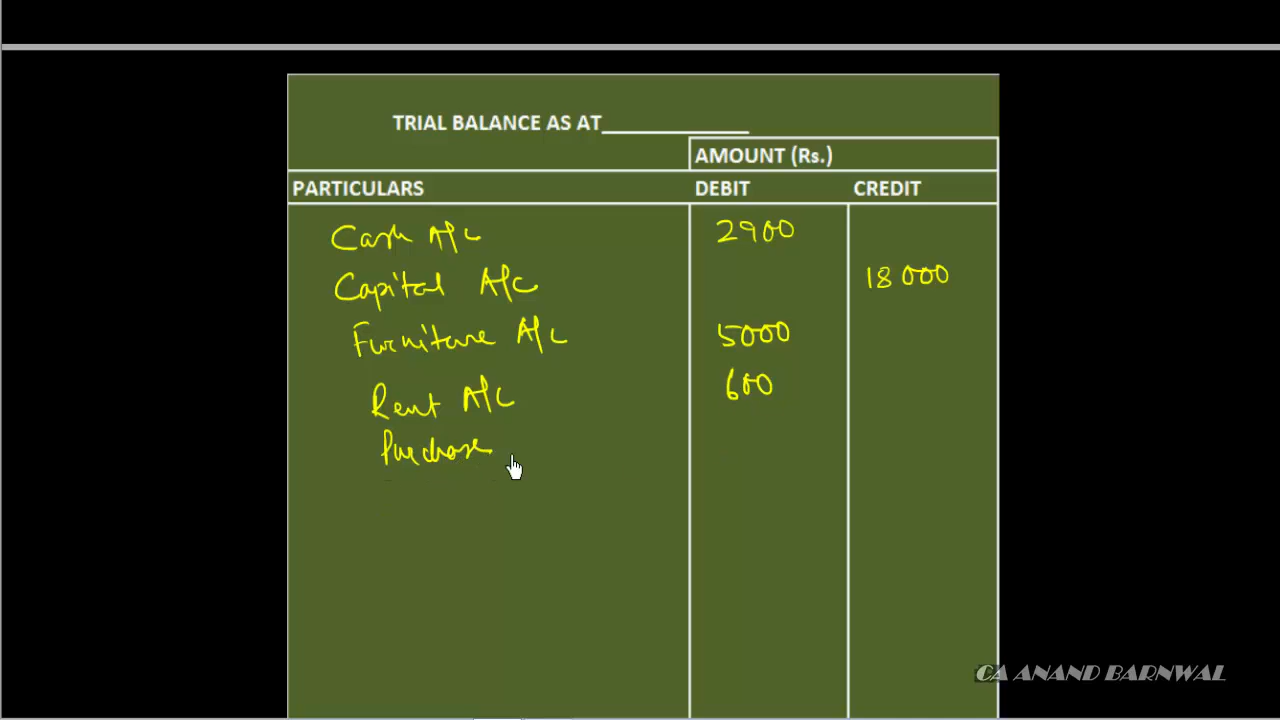 TRIAL BALANCE AS AT____________
AMOUNT (Rs.)
PARTICULARS DEBIT CREDIT
Cash A/C 2900
Capital A/C 18000
Furniture A/C 5000
Rent A/C 600
Purchase
CA ANAND BARNWAL